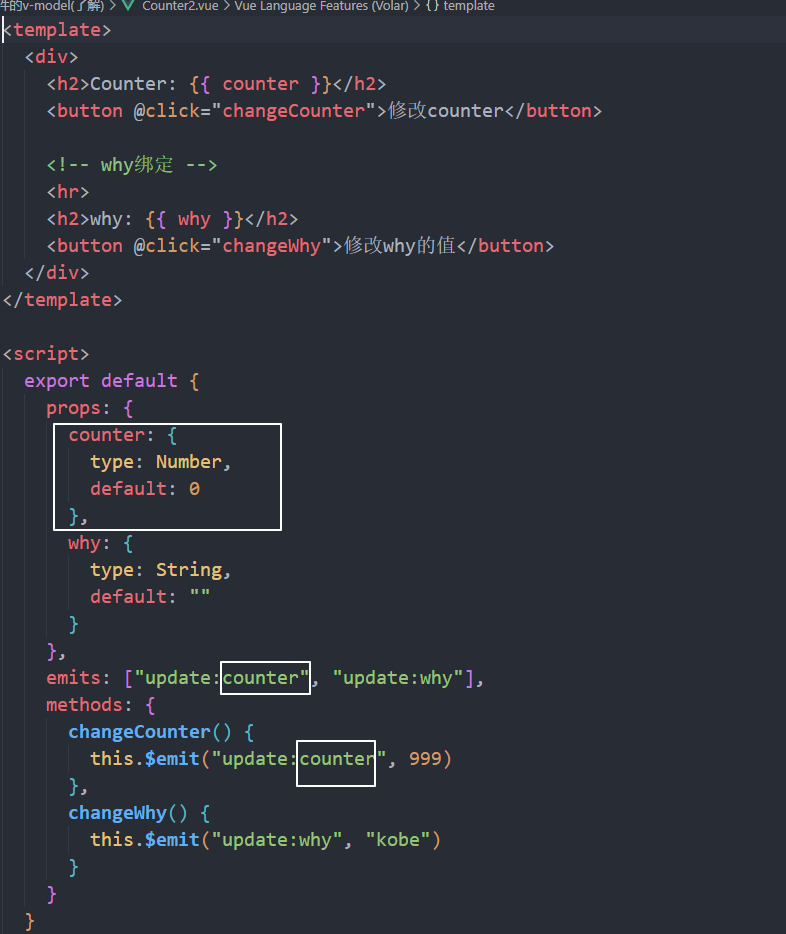 件的v-model(了解) > Counter2.vue > Vue Language Features (Volar) > {} template
<template>
<div>
<h2>Counter: {{ counter }}</h2>
<button @click="changeCounter">修改counter</button>
<!-- why绑定 -->
<hr>
<h2>why: {{ why }}</h2>
<button @click="changeWhy">修改why的值</button>
</div>
</template>
<script>
export default {
props: {
counter: {
type: Number,
default: 0
},
why: {
type: String,
default: ""
}
},
emits: ["update:counter", "update:why"],
methods: {
changeCounter() {
this.$emit("update:counter", 999)
},
changeWhy() {
this.$emit("update:why", "kobe")
}
}
}